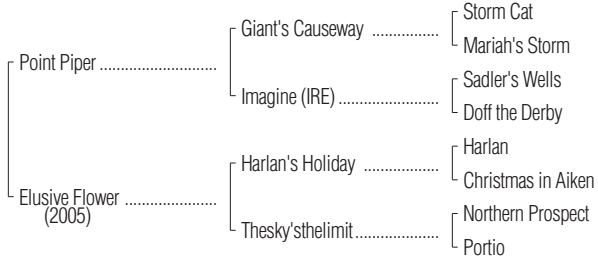 Storm Cat
Giant's Causeway ................
Mariah's Storm
Point Piper ............................
Sadler's Wells
Imagine (IRE) ........................
Doff the Derby
Harlan
Harlan's Holiday ..................
Christmas in Aiken
Elusive Flower ......................
(2005)
Northern Prospect
Thesky'sthelimit ....................
Portio